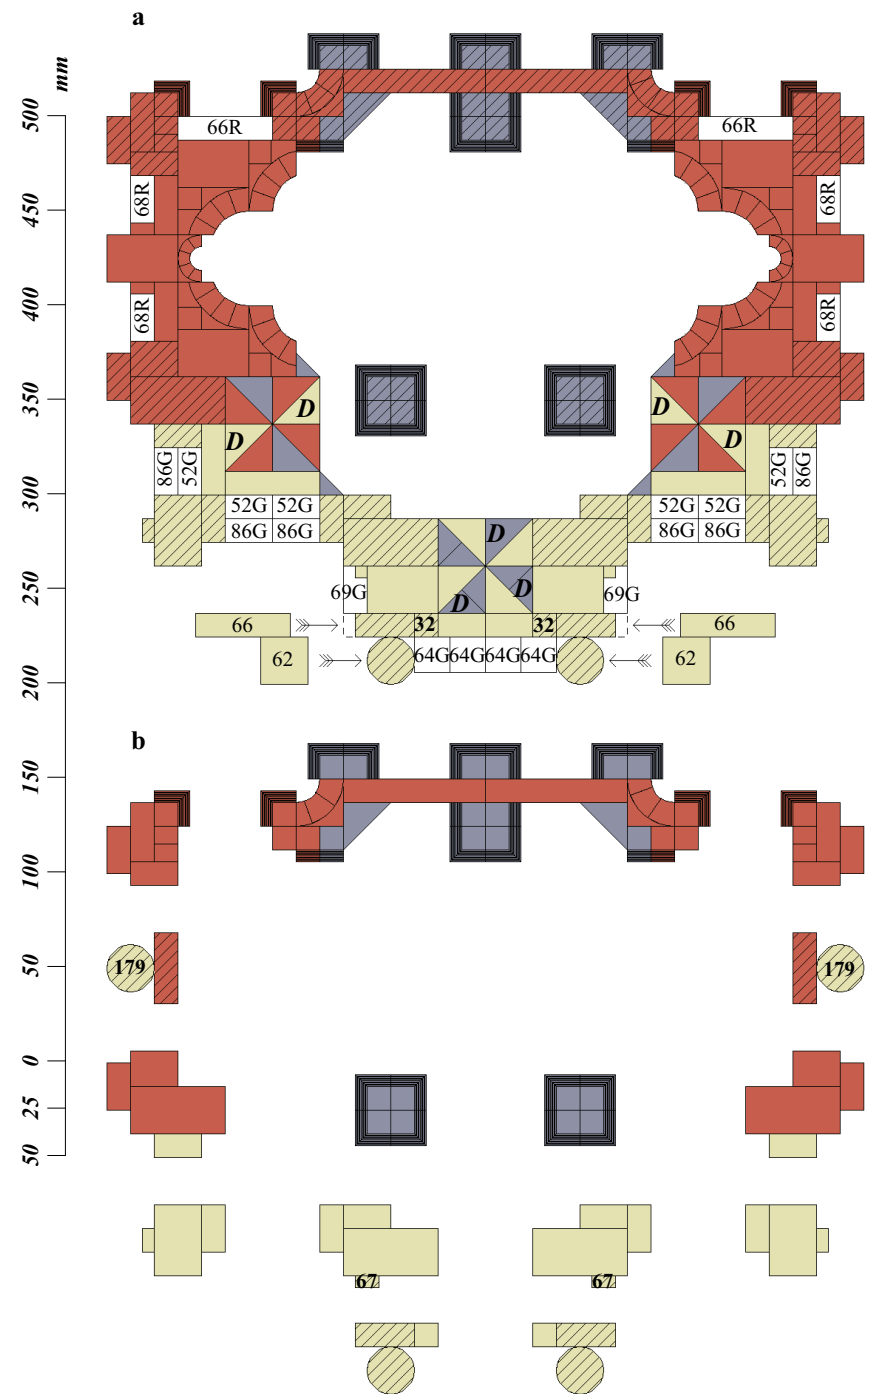 a
mm
500
66R 66R
450
68R 68R
400
68R 68R
350
D D
D D
300
86G 52G 52G 86G
52G 52G 52G 52G
86G 86G 86G 86G
D
250
69G D D 69G
66 32 32 66
62 64G 64G 64G 64G 62
200
b
150
100
50
179 179
0
25
50
67 67